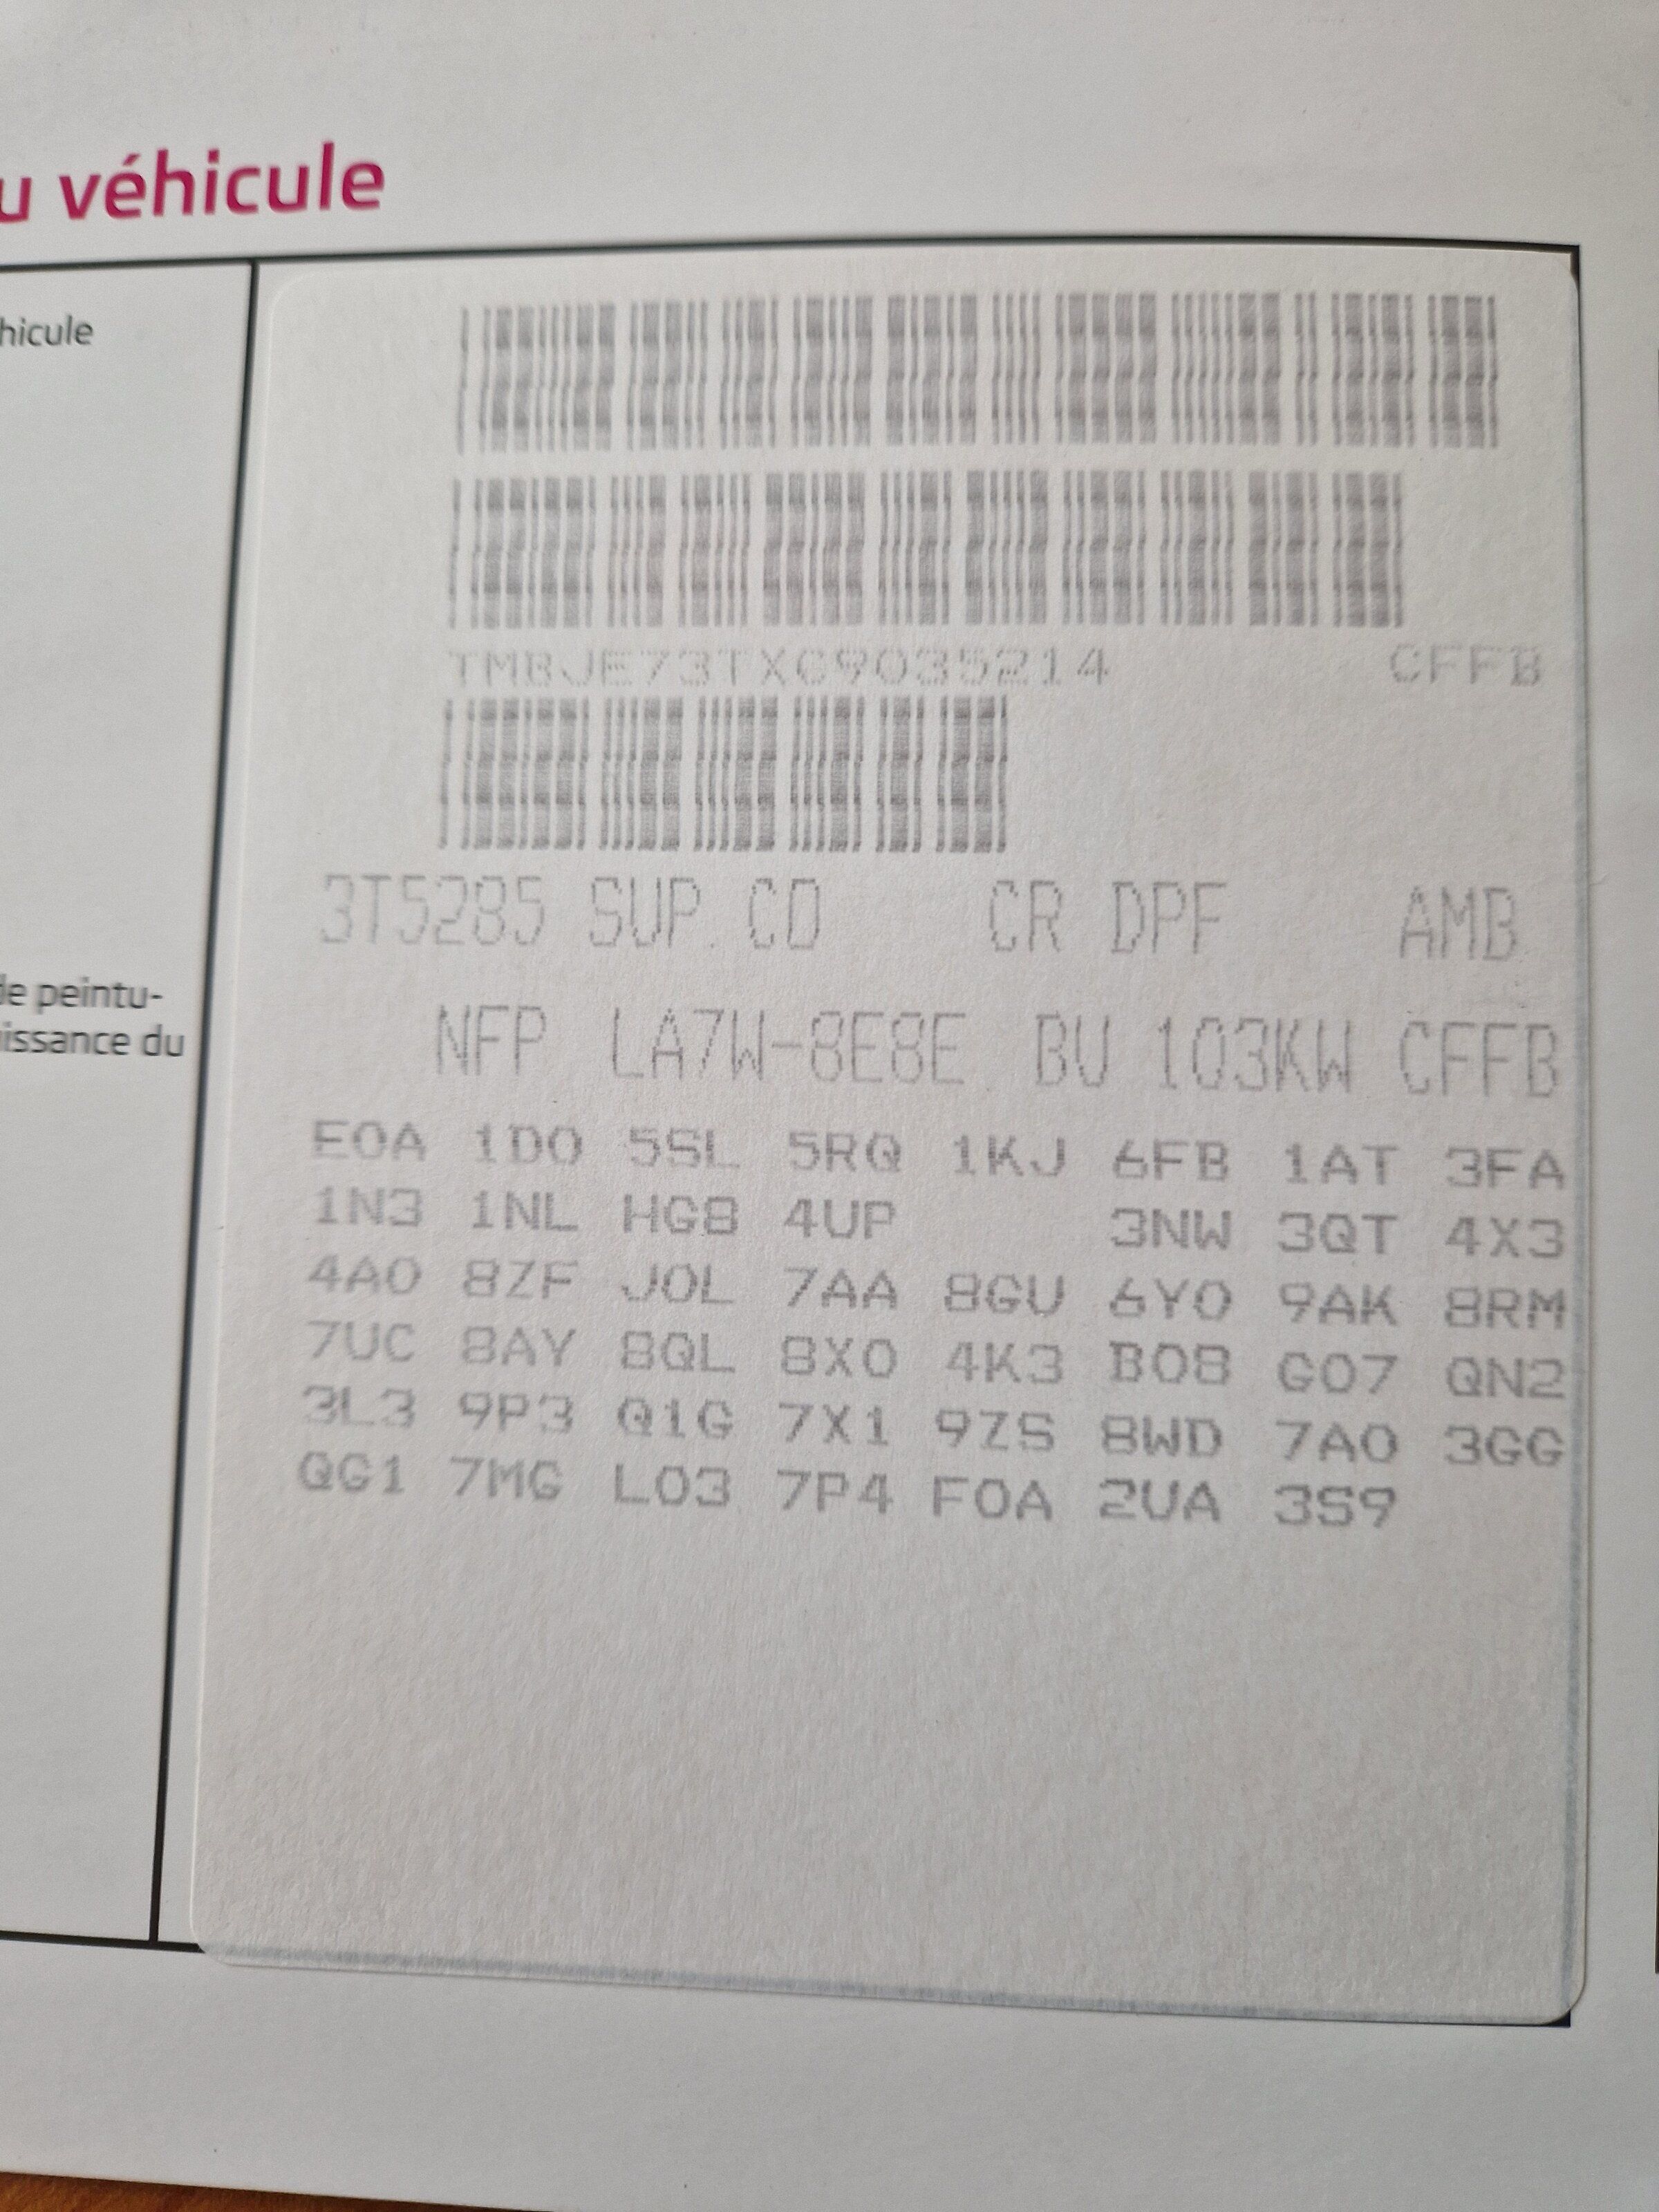 u véhicule
hicule
TMBJE73TXC9035214 CFFB
3T5285 SUP. CO CR DPF AMB
de peintu-
issance du
NFP LA7W-8E8E BU 103KW CFFB
E0A 1D0 5SL 5RQ 1KJ 6FB 1AT 3FA
1N3 1NL HG8 4UP 3NW 3QT 4X3
4A0 8ZF J0L 7AA 8GU 6Y0 9AK 8RM
7UC 8AY 8QL 8X0 4K3 B08 G07 QN2
3L3 9P3 Q1G 7X1 9ZS 8WD 7A0 3GG
QG1 7MG L03 7P4 F0A 2UA 3S9